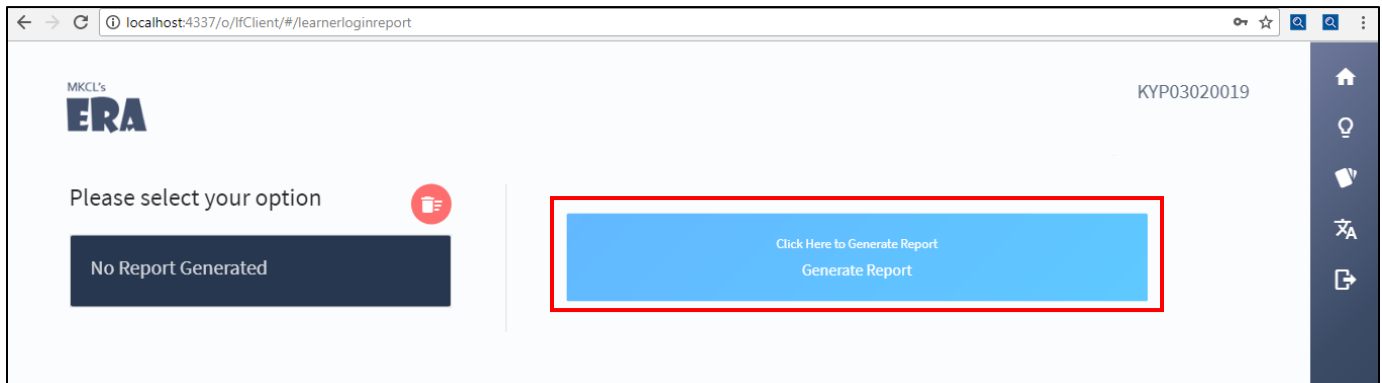 localhost:4337/o/lfClient/#/learnerloginreport
MKCL's
ERA
KYP03020019
Please select your option
No Report Generated
Click Here to Generate Report
Generate Report